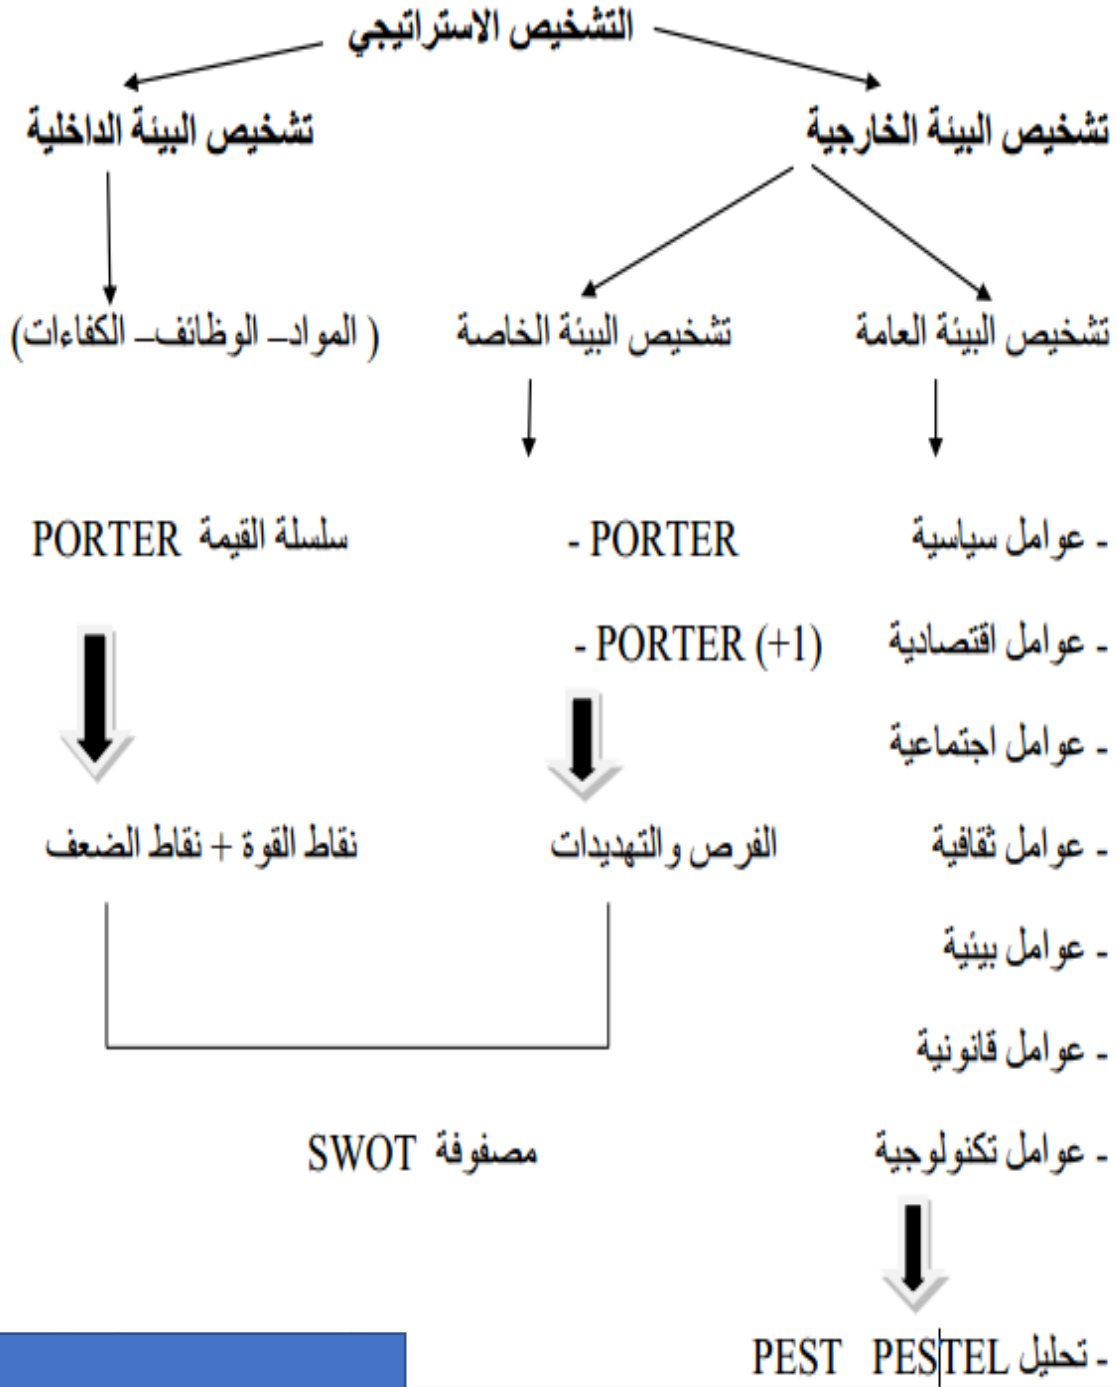 التشخيص الاستراتيجي
تشخيص البيئة الخارجية
تشخيص البيئة الداخلية
تشخيص البيئة العامة
تشخيص البيئة الخاصة
( المواد– الوظائف– الكفاءات)
- عوامل سياسية
- PORTER
سلسلة القيمة PORTER
- عوامل اقتصادية
- PORTER (+1)
- عوامل اجتماعية
- عوامل ثقافية
الفرص والتهديدات
نقاط القوة + نقاط الضعف
- عوامل بيئية
- عوامل قانونية
- عوامل تكنولوجية
مصفوفة SWOT
- تحليل PEST PESTEL